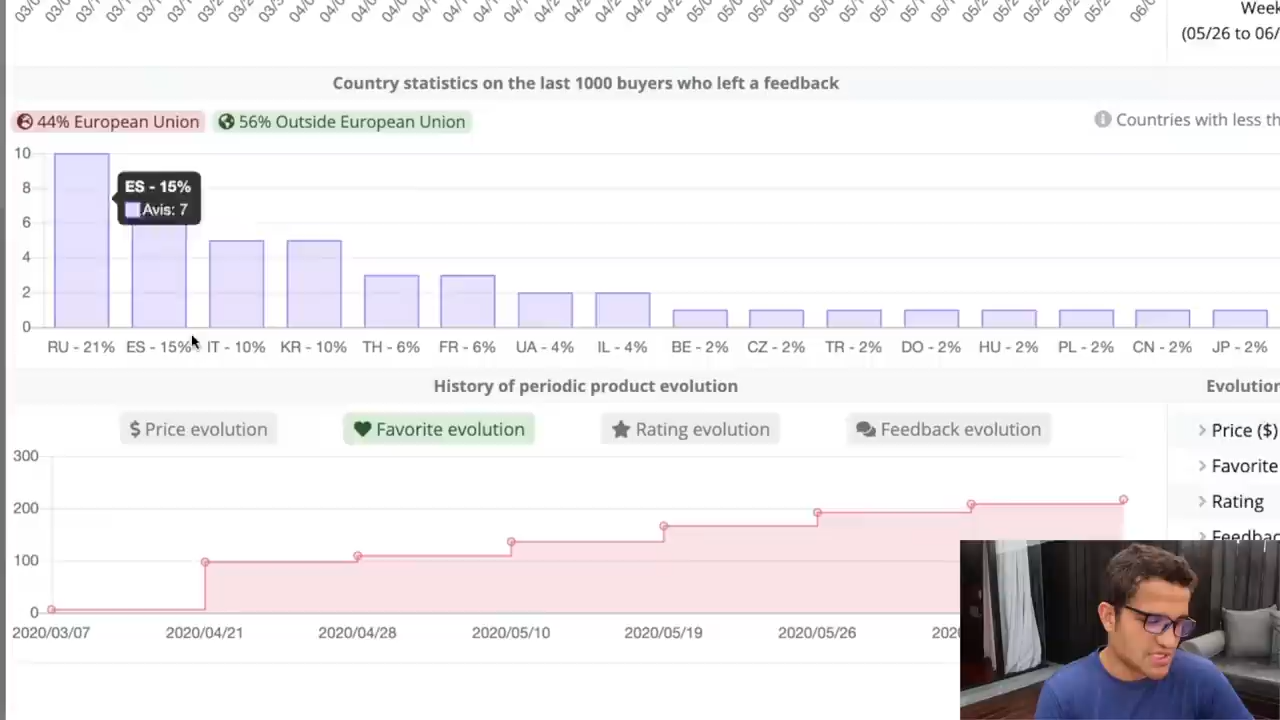 Week
(05/26 to 06/
Country statistics on the last 1000 buyers who left a feedback
44% European Union
56% Outside European Union
Countries with less th
10
8
6
4
2
0
ES - 15%
Avis: 7
RU - 21%
ES - 15%
IT - 10%
KR - 10%
TH - 6%
FR - 6%
UA - 4%
IL - 4%
BE - 2%
CZ - 2%
TR - 2%
DO - 2%
HU - 2%
PL - 2%
CN - 2%
JP - 2%
History of periodic product evolution
Evolution
$ Price evolution
Favorite evolution
Rating evolution
Feedback evolution
> Price ($)
> Favorite
> Rating
> Feedbac
300
200
100
0
2020/03/07
2020/04/21
2020/04/28
2020/05/10
2020/05/19
2020/05/26
202